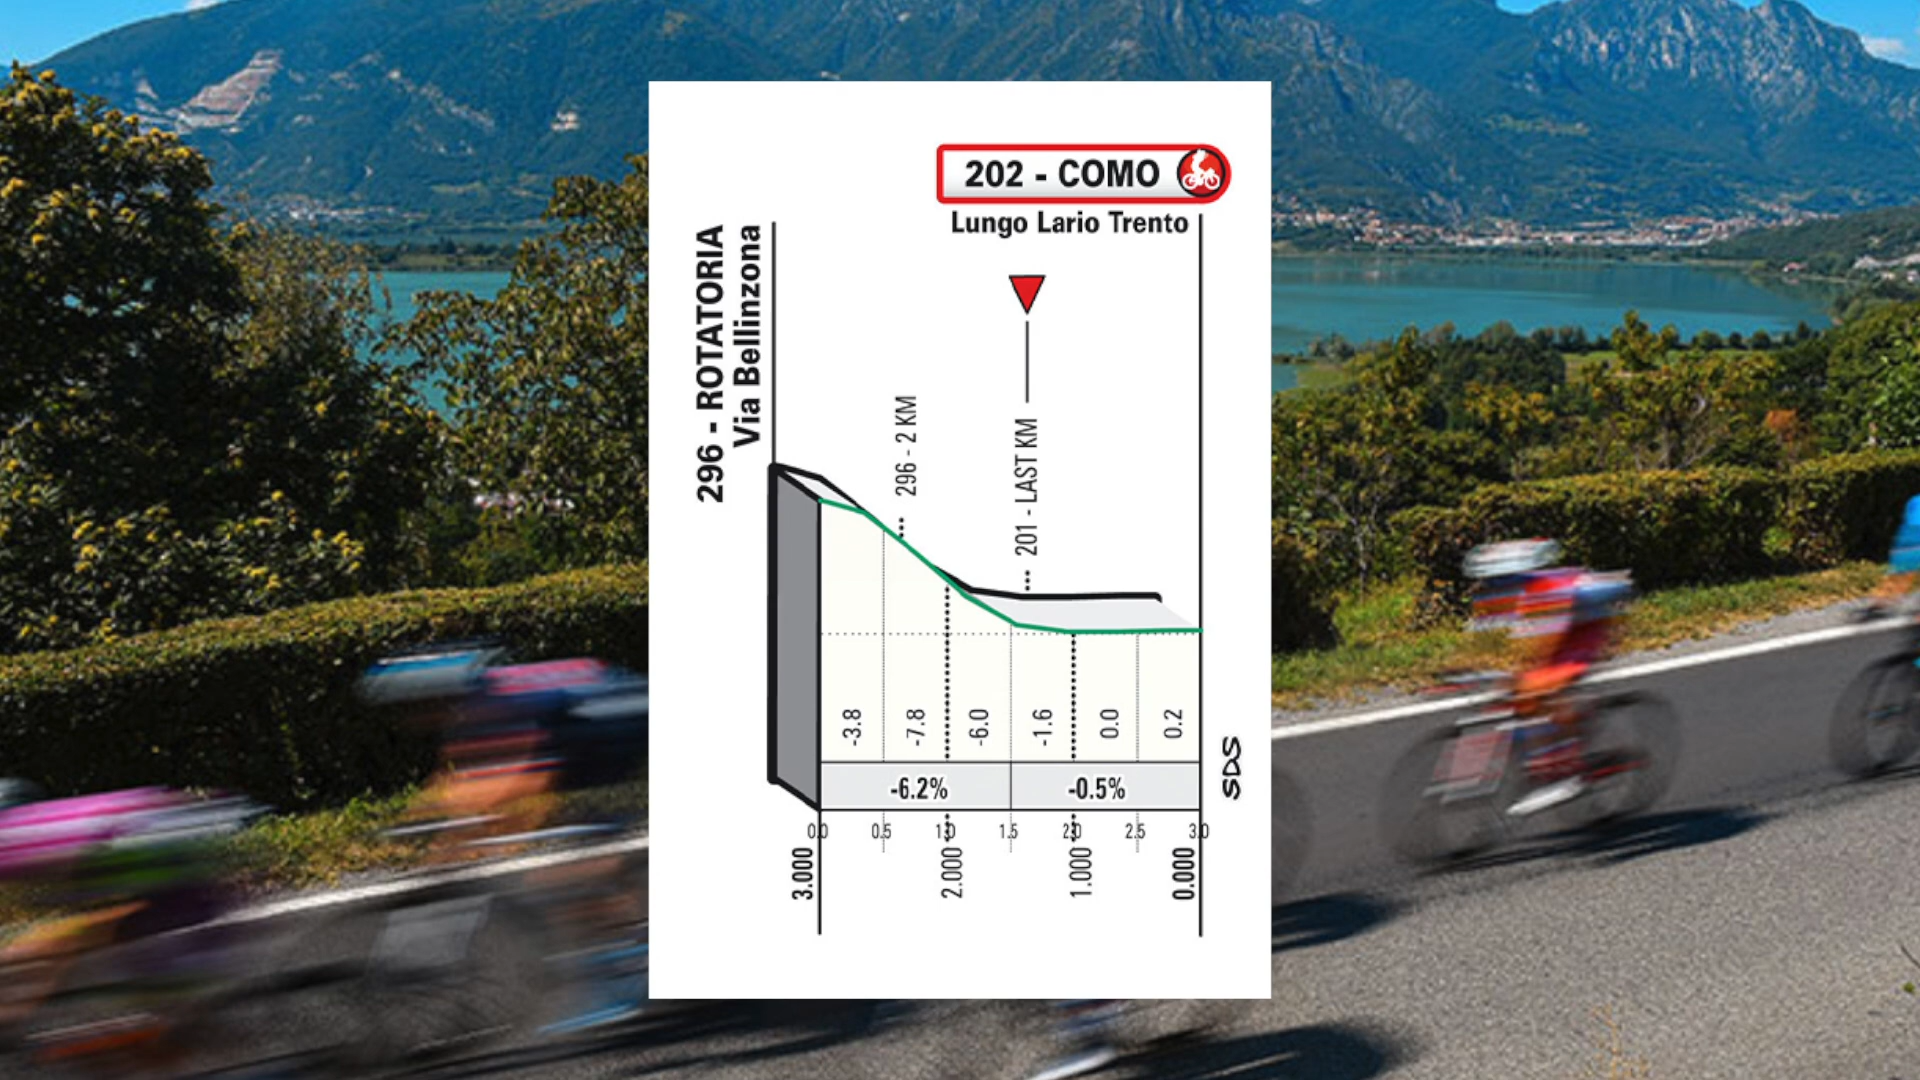 202 - COMO
Lungo Lario Trento
296 - ROTATORIA
Via Bellinzona
296 - 2 KM
201 - LAST KM
-3.8
-7.8
-6.0
-1.6
0.0
0.2
-6.2%
-0.5%
SDS
0.0 0.5 1.0 1.5 2.0 2.5 3.0
3.000
2.000
1.000
0.000